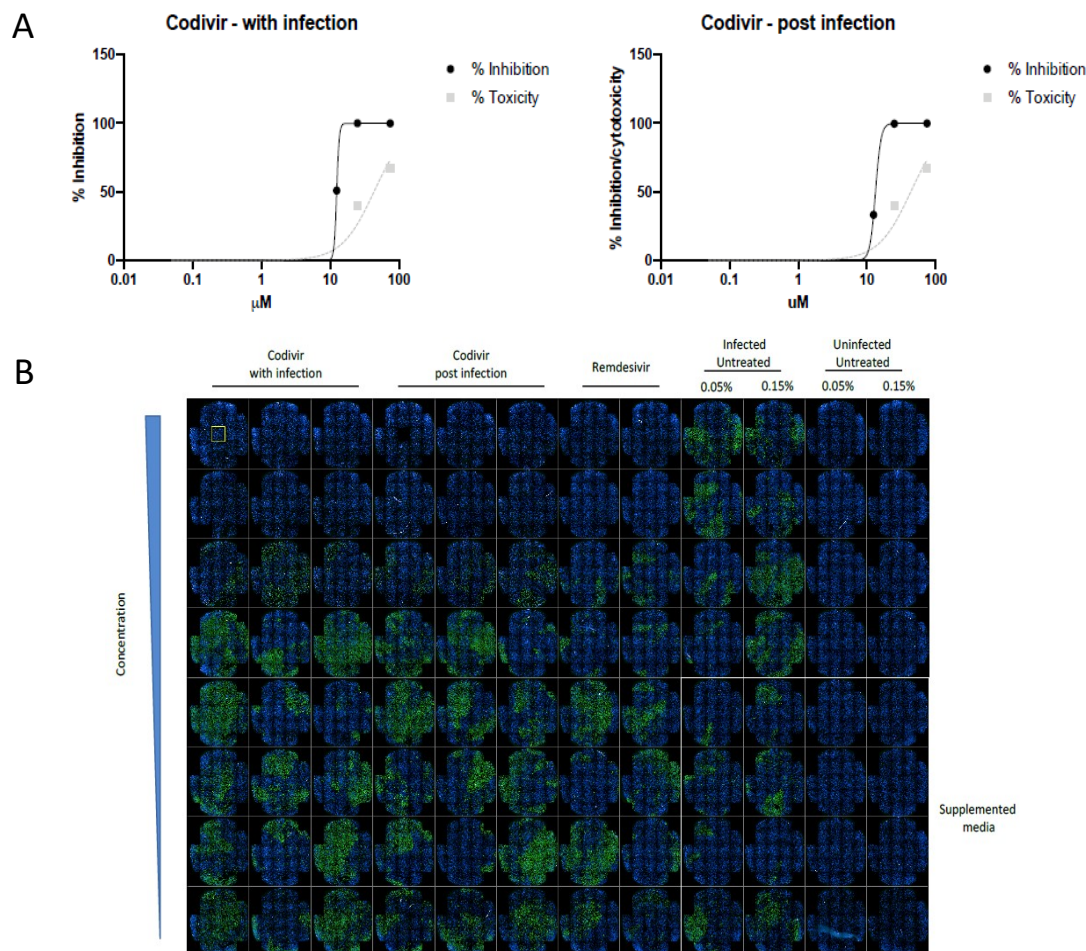 A
Codivir - with infection
150
100
50
0
% Inhibition
0.01 0.1 1 10 100
μM
% Inhibition
% Toxicity
Codivir - post infection
150
100
50
0
% Inhibition/cytotoxicity
0.01 0.1 1 10 100
uM
% Inhibition
% Toxicity
B
Codivir
with infection
Codivir
post infection
Remdesivir
Infected
Untreated
0.05% 0.15%
Uninfected
Untreated
0.05% 0.15%
Concentration
Supplemented
media